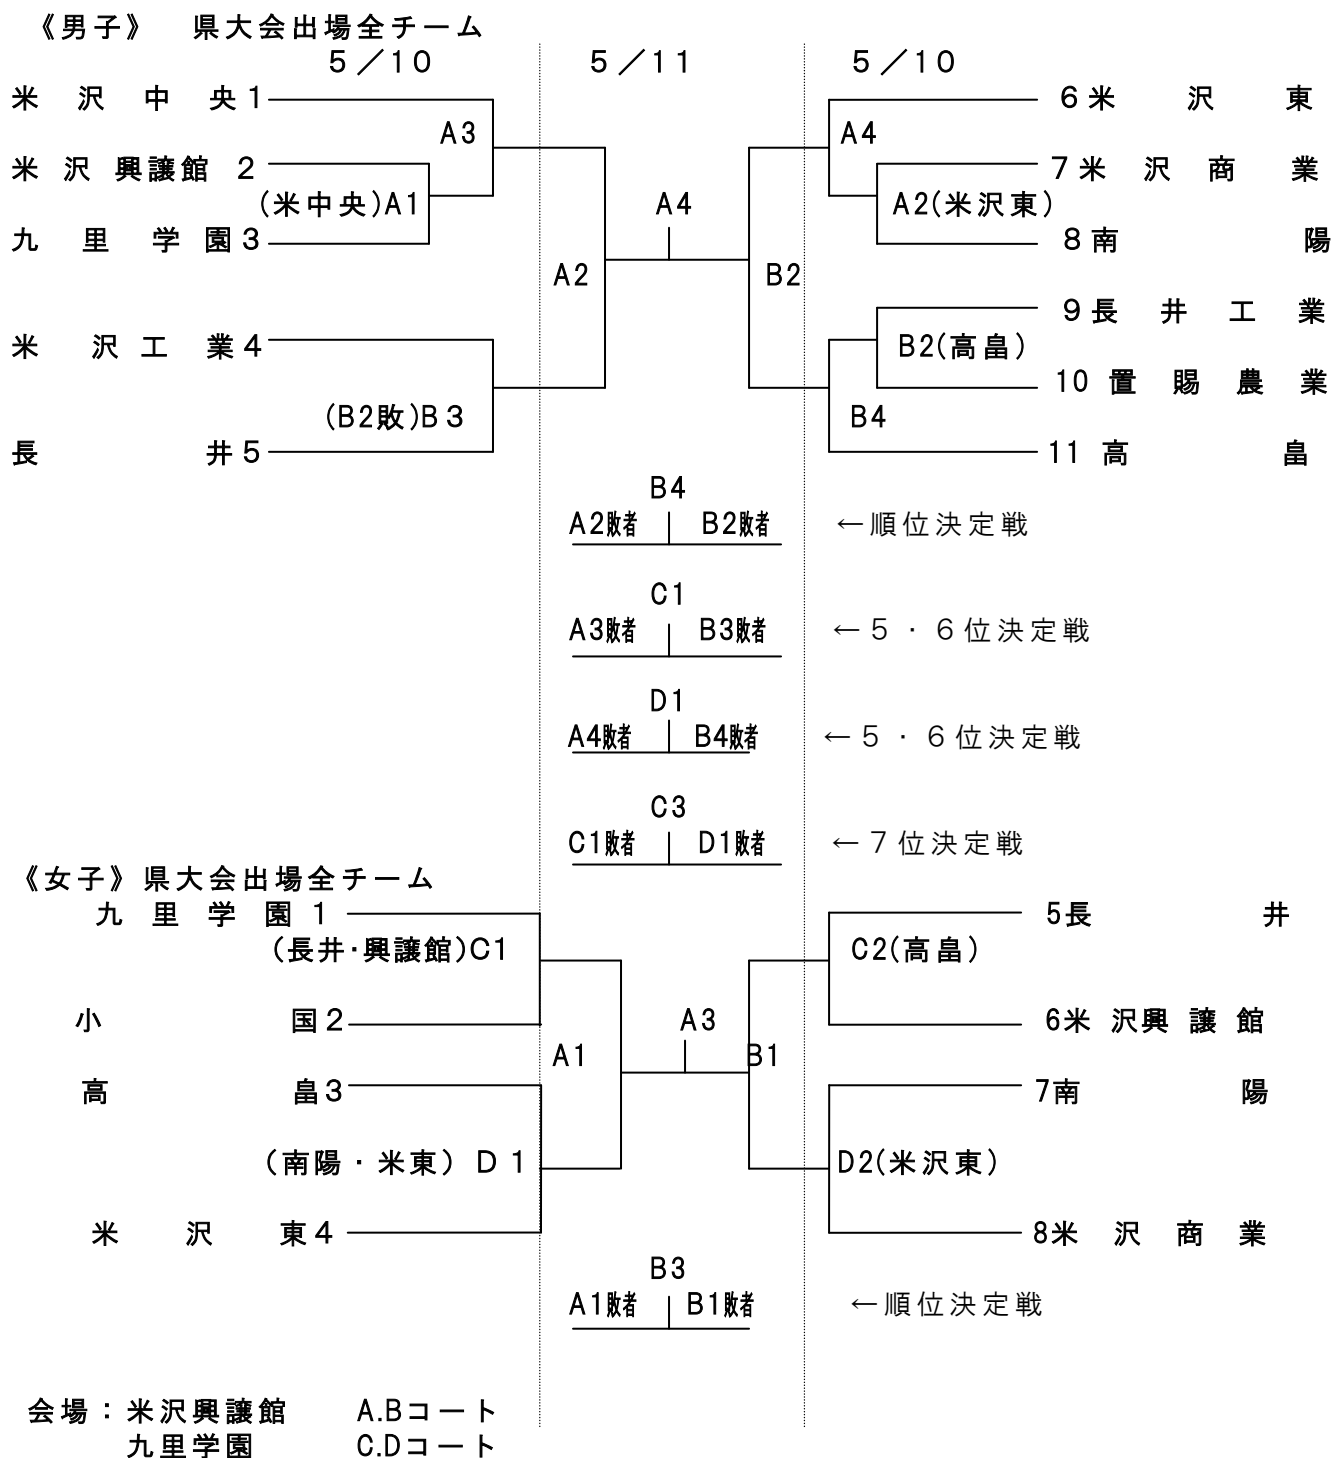 《男子》 県大会出場全チーム
5/10 5/11 5/10
米沢中央1 6米沢東
A3 A4
米沢興譲館 2 7米沢商業
(米中央)A1 A4 A2(米沢東)
九里学園3 8南陽
A2 B2
9長井工業
米沢工業4 B2(高畠)
10置賜農業
(B2敗)B3 B4
長井5 11高畠
B4
A2敗者 B2敗者 ←順位決定戦
C1
A3敗者 B3敗者 ←5・6位決定戦
D1
A4敗者 B4敗者 ←5・6位決定戦
C3
C1敗者 D1敗者 ←7位決定戦
《女子》県大会出場全チーム
九里学園1 5長井
(長井・興譲館)C1 C2(高畠)
小国2 A3 6米沢興譲館
A1 B1
高畠3 7南陽
(南陽・米東) D1 D2(米沢東)
米沢東4 8米沢商業
B3
A1敗者 B1敗者 ←順位決定戦
会場:米沢興譲館 A.Bコート
九里学園 C.Dコート